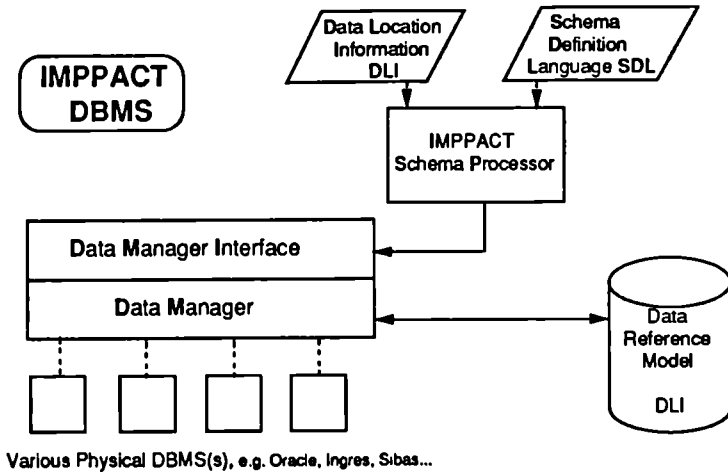 IMPPACT
DBMS
Data Location
Information
DLI
Schema
Definition
Language SDL
IMPPACT
Schema Processor
Data Manager Interface
Data Manager
Data
Reference
Model
DLI
Various Physical DBMS(s), e.g. Oracle, Ingres, Sibas...